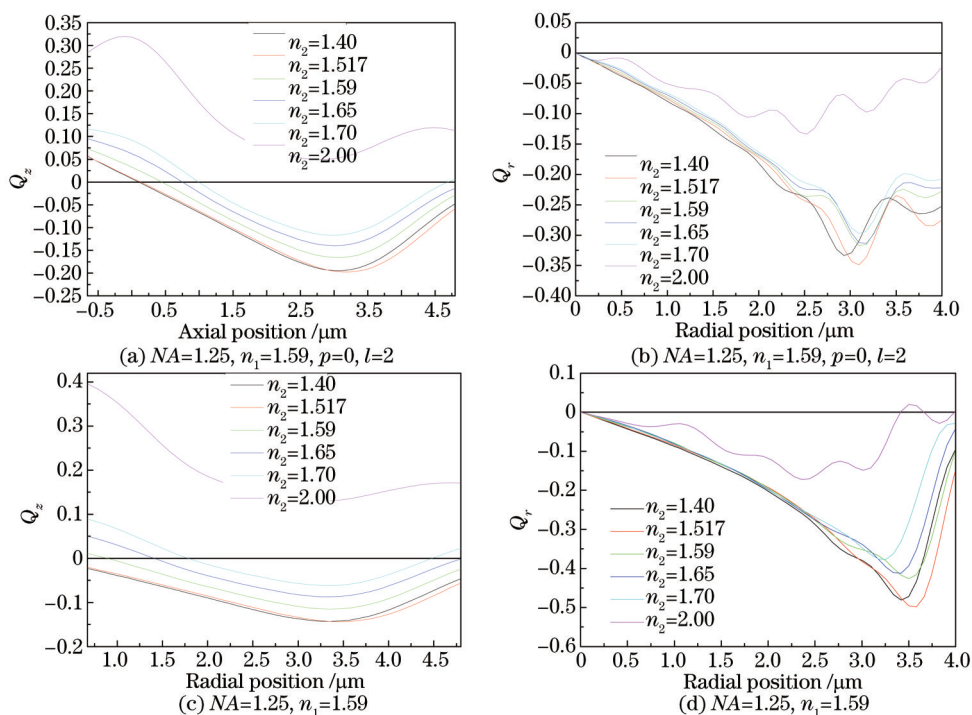 0.35
0.30
0.25
0.20
0.15
0.10
0.05
0
−0.05
−0.10
−0.15
−0.20
−0.25
Q_z
n_2=1.40
n_2=1.517
n_2=1.59
n_2=1.65
n_2=1.70
n_2=2.00
−0.5 0.5 1.5 2.5 3.5 4.5
Axial position /μm
(a) NA=1.25, n_1=1.59, p=0, l=2
0.05
0
−0.05
−0.10
−0.15
−0.20
−0.25
−0.30
−0.35
−0.40
Q_r
n_2=1.40
n_2=1.517
n_2=1.59
n_2=1.65
n_2=1.70
n_2=2.00
0 0.5 1.0 1.5 2.0 2.5 3.0 3.5 4.0
Radial position /μm
(b) NA=1.25, n_1=1.59, p=0, l=2
0.4
0.2
0.1
0
−0.1
−0.2
Q_z
n_2=1.40
n_2=1.517
n_2=1.59
n_2=1.65
n_2=1.70
n_2=2.00
1.0 1.5 2.0 2.5 3.0 3.5 4.0 4.5
Radial position /μm
(c) NA=1.25, n_1=1.59
0.1
0
−0.1
−0.2
−0.3
−0.4
−0.5
−0.6
Q_r
n_2=1.40
n_2=1.517
n_2=1.59
n_2=1.65
n_2=1.70
n_2=2.00
0 0.5 1.0 1.5 2.0 2.5 3.0 3.5 4.0
Radial position /μm
(d) NA=1.25, n_1=1.59